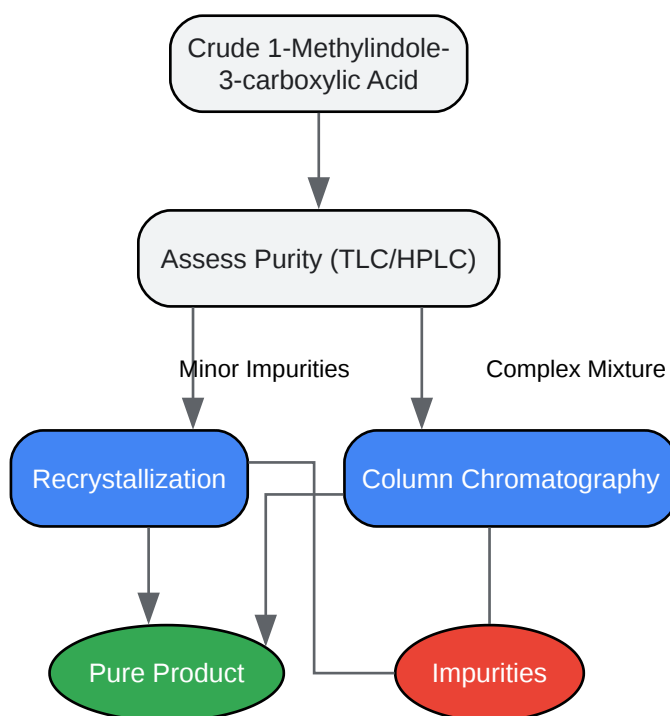 Crude 1-Methylindole-
3-carboxylic Acid
Assess Purity (TLC/HPLC)
Minor Impurities
Complex Mixture
Recrystallization
Column Chromatography
Pure Product
Impurities